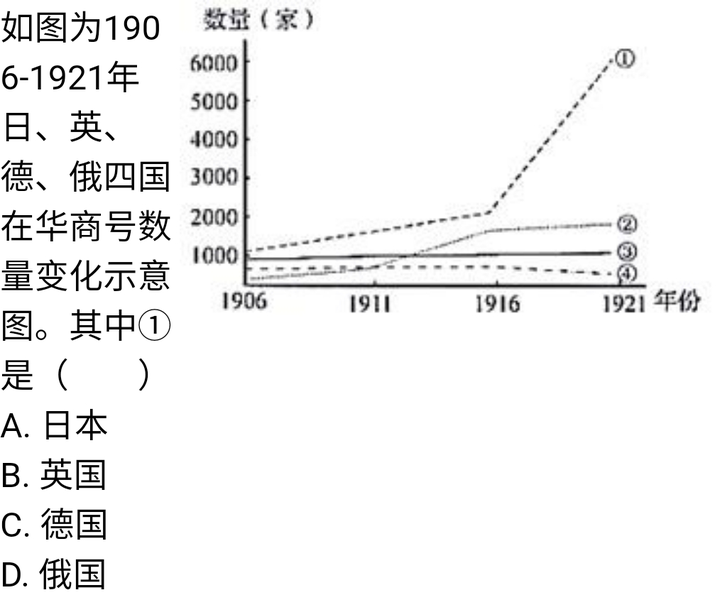 如图为190
6-1921年
日、英、
德、俄四国
在华商号数
量变化示意
图。其中①
是（　　）
A. 日本
B. 英国
C. 德国
D. 俄国
数量（家）
6000
5000
4000
3000
2000
1000
①
②
③
④
1906 1911 1916 1921 年份